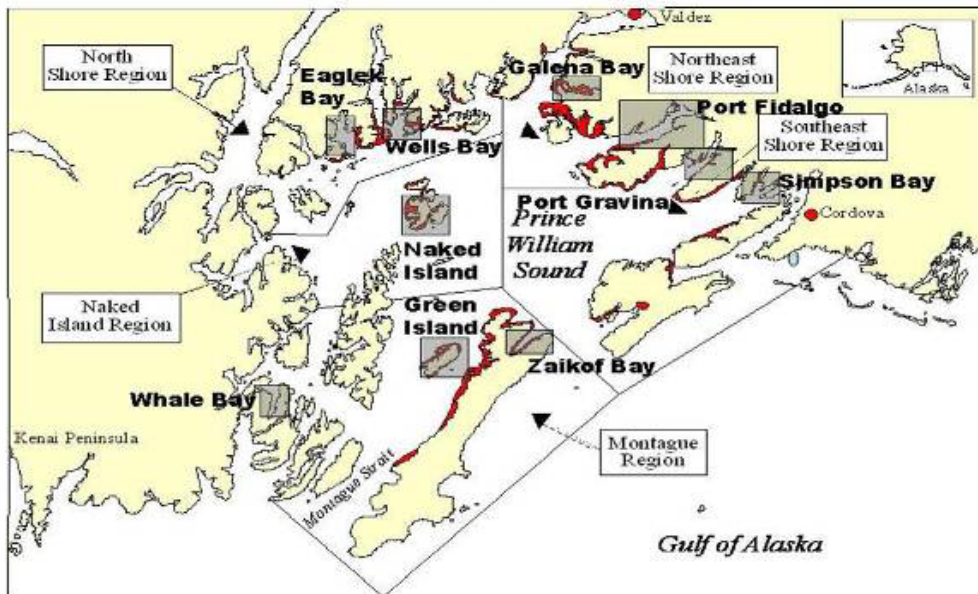 Valdez
North
Shore Region
Eaglek
Bay
Galena Bay
Northeast
Shore Region
Alaska
Port Fidalgo
Wells Bay
Southeast
Shore Region
Simpson Bay
Port Gravina
Cordova
Prince
William
Sound
Naked
Island
Naked
Island Region
Green
Island
Zaikof Bay
Whale Bay
Kenai Peninsula
Montague Strait
Montague
Region
Gulf of Alaska